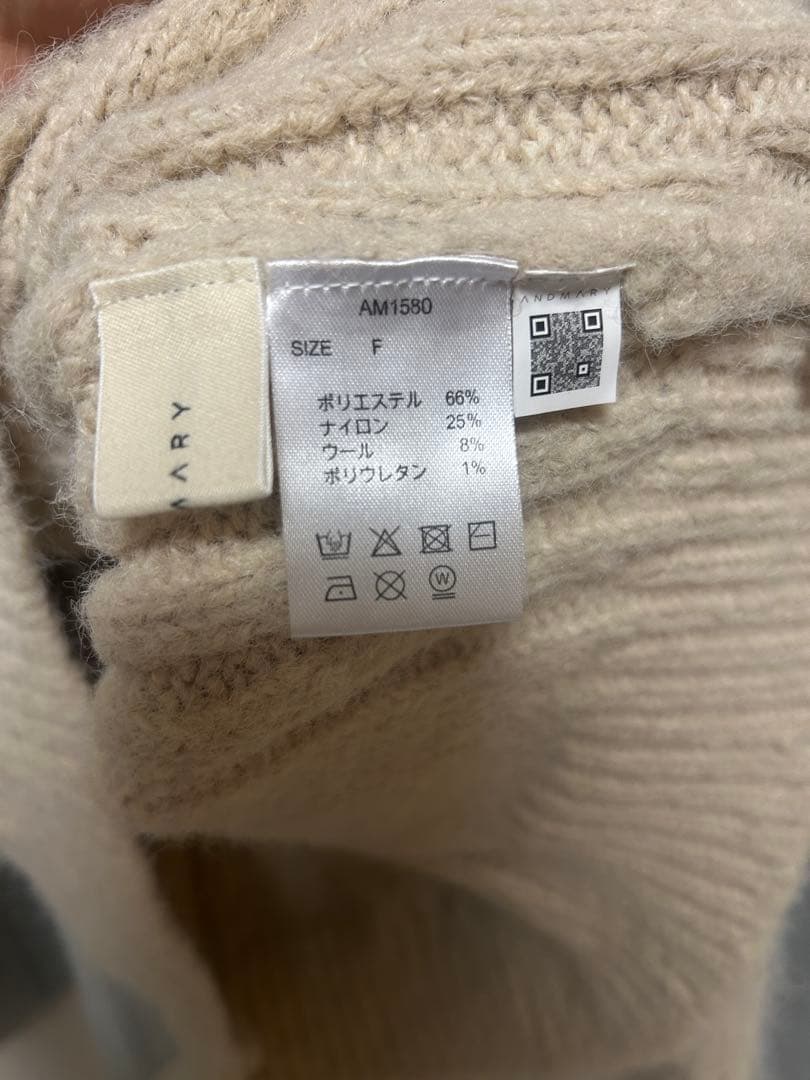 MARY
AM1580
SIZE F
ポリエステル 66%
ナイロン 25%
ウール 8%
ポリウレタン 1%
W
ANDMARY